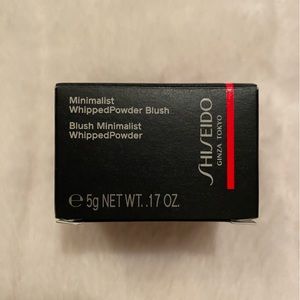 Minimalist
WhippedPowder Blush
Blush Minimalist
WhippedPowder
℮ 5g NET WT. .17 OZ.
SHISEIDO
GINZA TOKYO